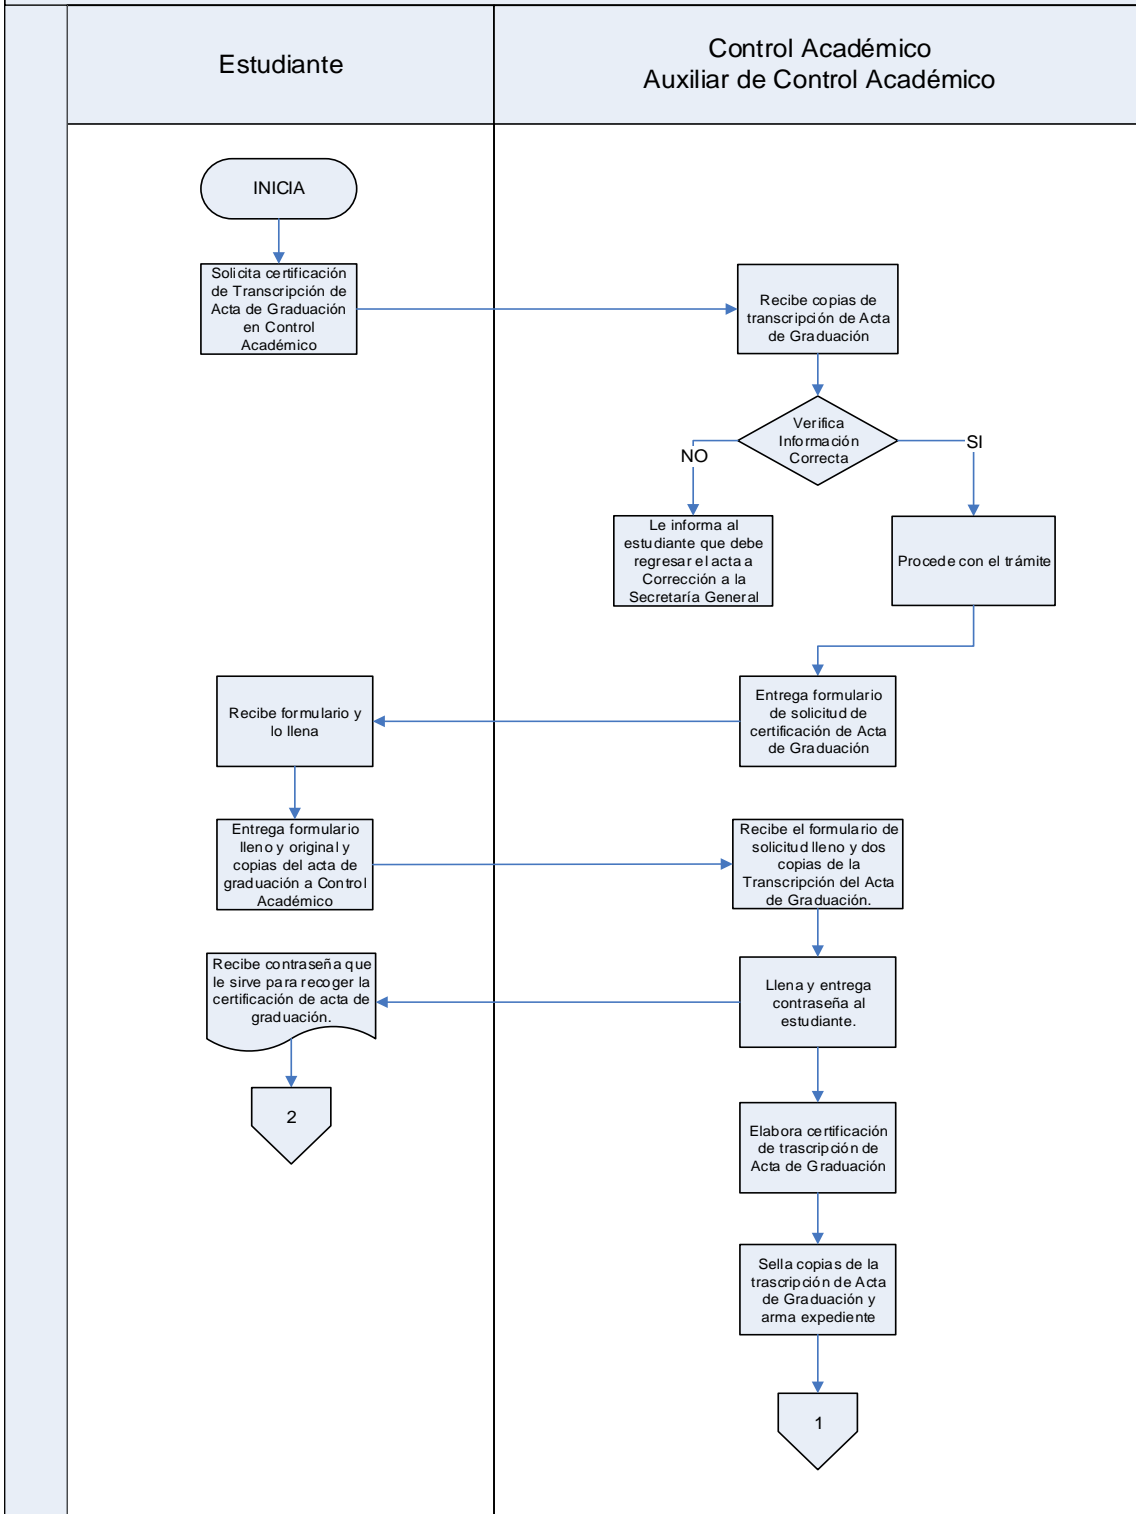 Estudiante
Control Académico
Auxiliar de Control Académico
INICIA
Solicita certificación
de Transcripción de
Acta de Graduación
en Control
Académico
Recibe copias de
transcripción de Acta
de Graduación
Verifica
Información
Correcta
NO
SI
Le informa al
estudiante que debe
regresar el acta a
Corrección a la
Secretaría General
Procede con el trámite
Entrega formulario
de solicitud de
certificación de Acta
de Graduación
Recibe formulario y
lo llena
Entrega formulario
lleno y original y
copias del acta de
graduación a Control
Académico
Recibe el formulario de
solicitud lleno y dos
copias de la
Transcripción del Acta
de Graduación.
Recibe contraseña que
le sirve para recoger la
certificación de acta de
graduación.
Llena y entrega
contraseña al
estudiante.
2
Elabora certificación
de trascripción de
Acta de Graduación
Sella copias de la
trascripción de Acta
de Graduación y
arma expediente
1